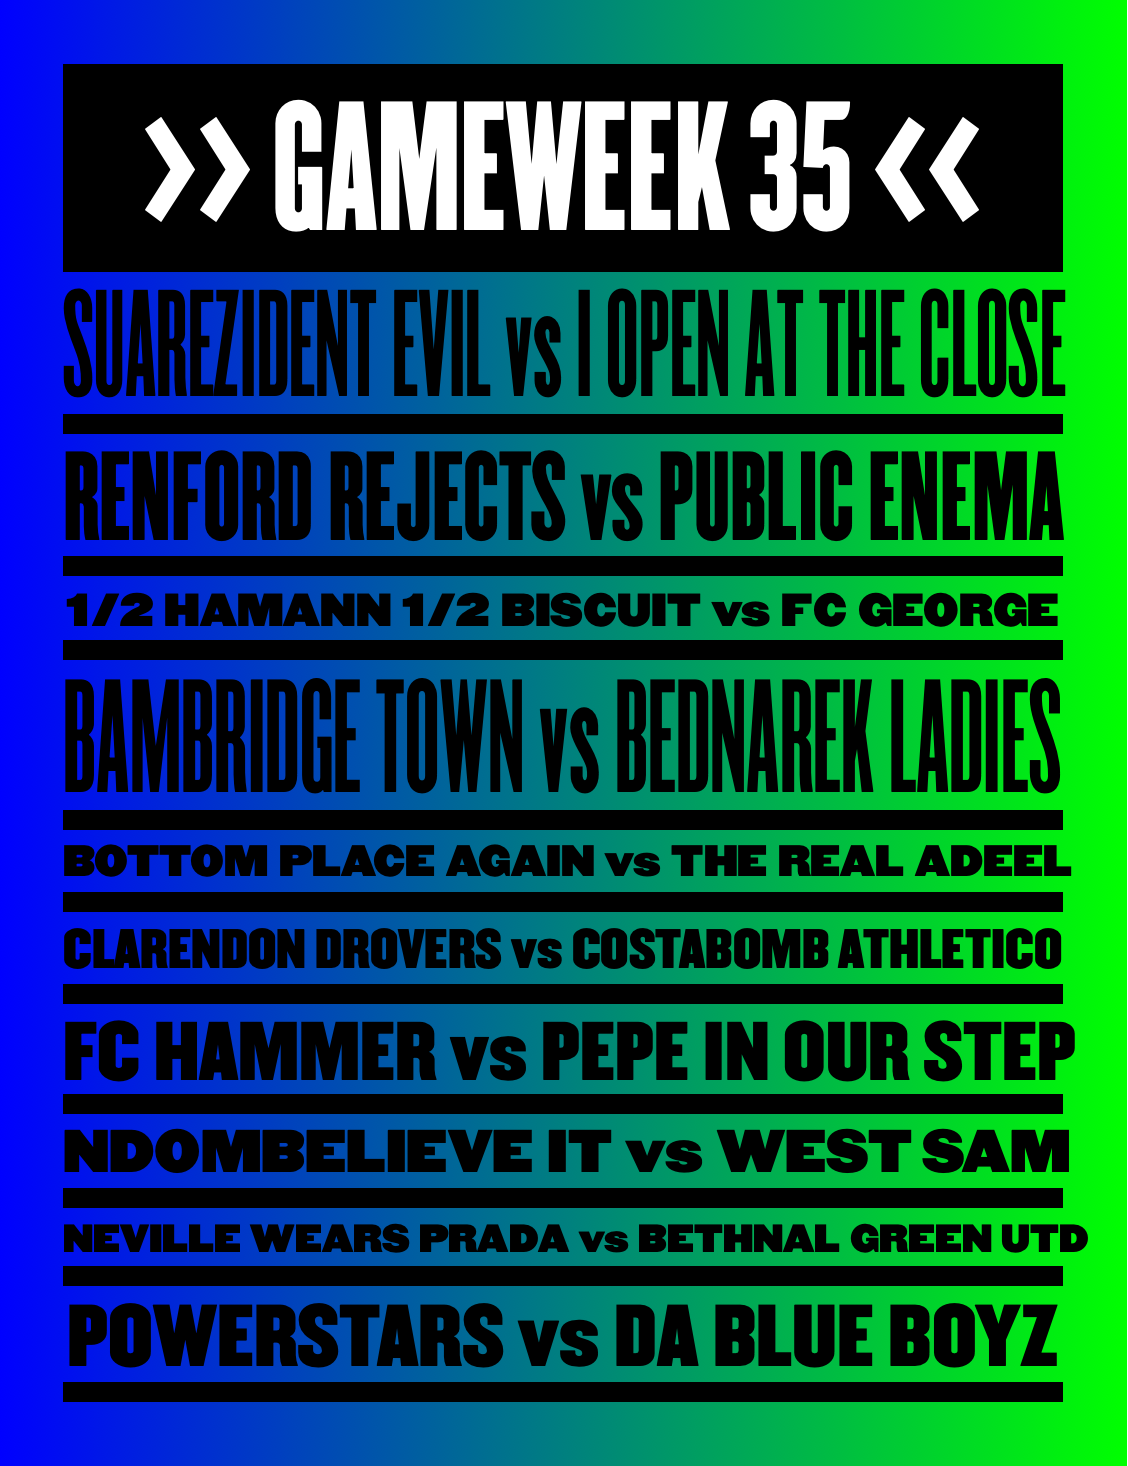 >> GAMEWEEK 35 <<
SUAREZIDENT EVIL vs I OPEN AT THE CLOSE
RENFORD REJECTS vs PUBLIC ENEMA
1/2 HAMANN 1/2 BISCUIT vs FC GEORGE
BAMBRIDGE TOWN vs BEDNAREK LADIES
BOTTOM PLACE AGAIN vs THE REAL ADEEL
CLARENDON DROVERS vs COSTABOMB ATHLETICO
FC HAMMER vs PEPE IN OUR STEP
NDOMBELIEVE IT vs WEST SAM
NEVILLE WEARS PRADA vs BETHNAL GREEN UTD
POWERSTARS vs DA BLUE BOYZ